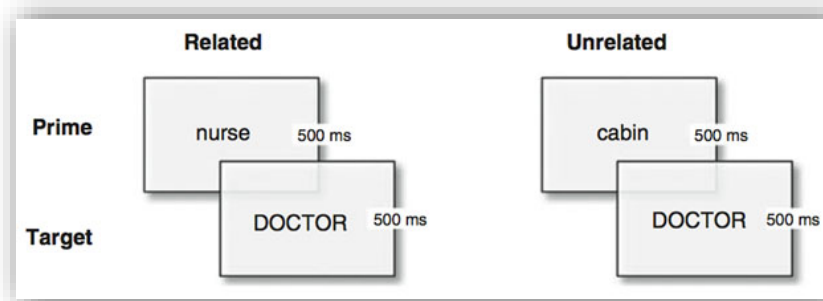 Related Unrelated
Prime nurse 500 ms cabin 500 ms
Target DOCTOR 500 ms DOCTOR 500 ms